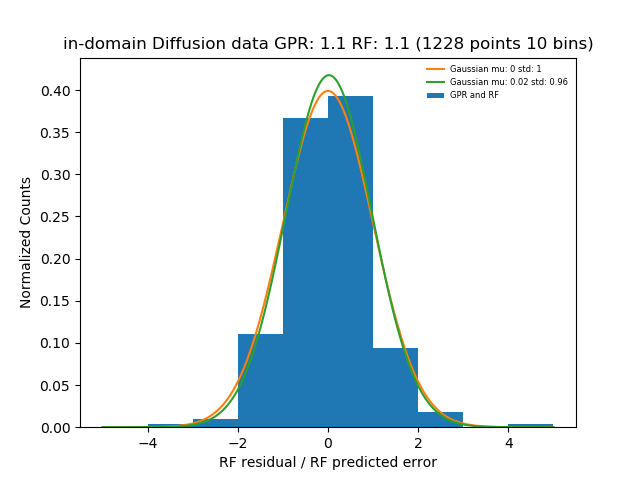 in-domain Diffusion data GPR: 1.1 RF: 1.1 (1228 points 10 bins)
Gaussian mu: 0 std: 1
Gaussian mu: 0.02 std: 0.96
GPR and RF
Normalized Counts
0.40
0.35
0.30
0.25
0.20
0.15
0.10
0.05
0.00
−4 −2 0 2 4
RF residual / RF predicted error